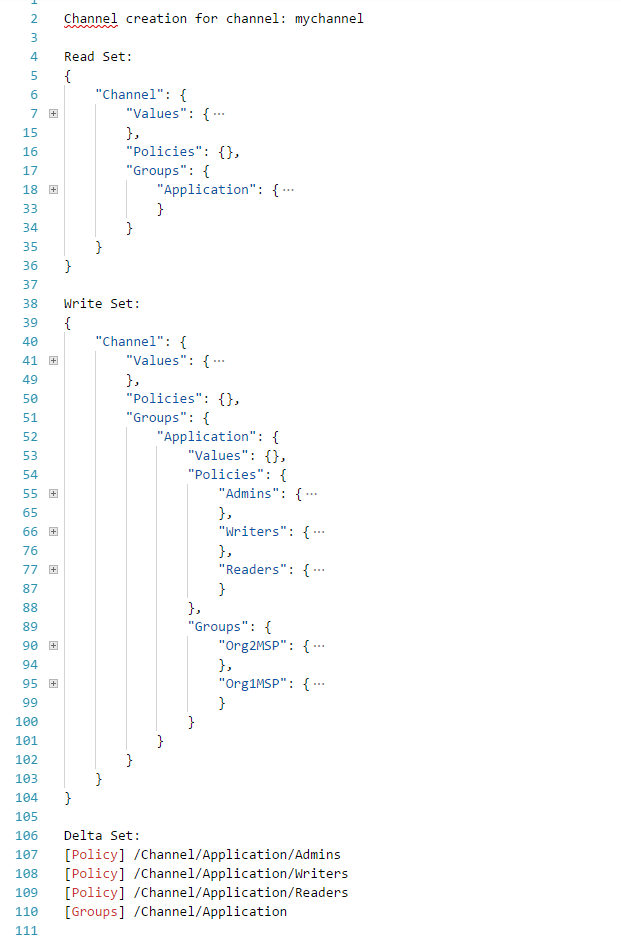 1
2 Channel creation for channel: mychannel
3
4 Read Set:
5 {
6 "Channel": {
7 "Values": { ...
15 },
16 "Policies": {},
17 "Groups": {
18 "Application": { ...
33 }
34 }
35 }
36 }
37
38 Write Set:
39 {
40 "Channel": {
41 "Values": { ...
49 },
50 "Policies": {},
51 "Groups": {
52 "Application": {
53 "Values": {},
54 "Policies": {
55 "Admins": { ...
65 },
66 "Writers": { ...
76 },
77 "Readers": { ...
87 }
88 },
89 "Groups": {
90 "Org2MSP": { ...
94 },
95 "Org1MSP": { ...
99 }
100 }
101 }
102 }
103 }
104 }
105
106 Delta Set:
107 [Policy] /Channel/Application/Admins
108 [Policy] /Channel/Application/Writers
109 [Policy] /Channel/Application/Readers
110 [Groups] /Channel/Application
111